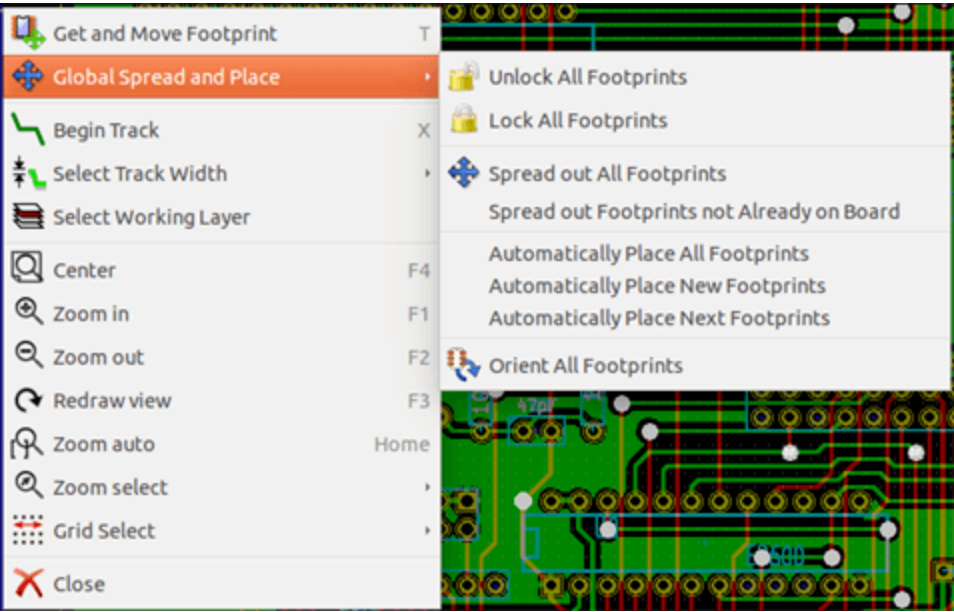 Get and Move Footprint T
Global Spread and Place
Begin Track X
Select Track Width
Select Working Layer
Center F4
Zoom in F1
Zoom out F2
Redraw view F3
Zoom auto Home
Zoom select
Grid Select
Close
Unlock All Footprints
Lock All Footprints
Spread out All Footprints
Spread out Footprints not Already on Board
Automatically Place All Footprints
Automatically Place New Footprints
Automatically Place Next Footprints
Orient All Footprints
47pF